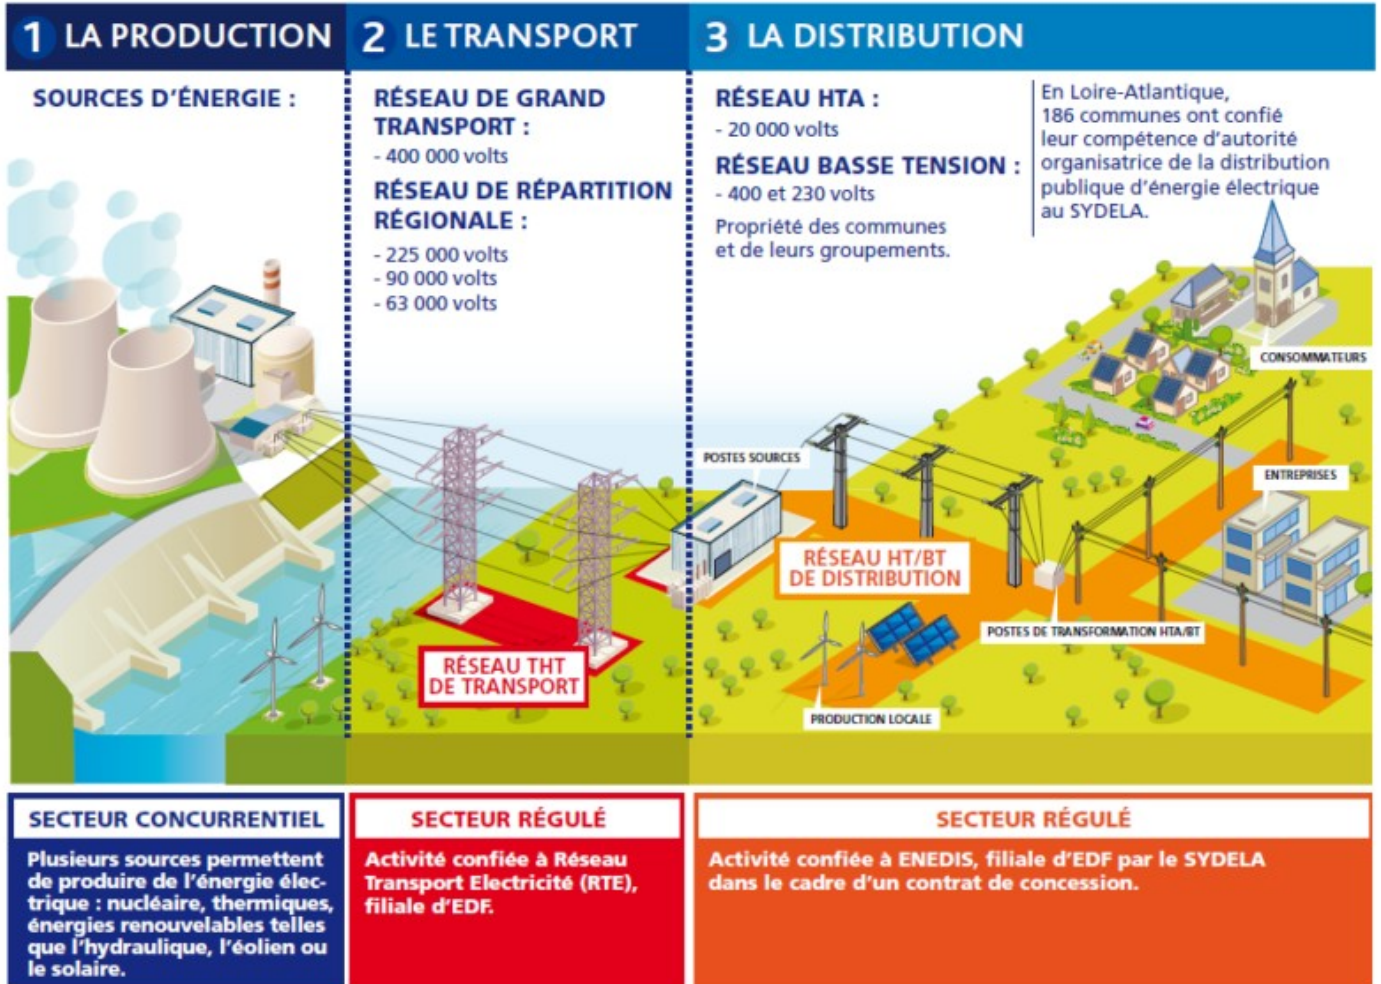 1 LA PRODUCTION
SOURCES D'ÉNERGIE :
2 LE TRANSPORT
RÉSEAU DE GRAND
TRANSPORT :
- 400 000 volts
RÉSEAU DE RÉPARTITION
RÉGIONALE :
- 225 000 volts
- 90 000 volts
- 63 000 volts
3 LA DISTRIBUTION
RÉSEAU HTA :
- 20 000 volts
RÉSEAU BASSE TENSION :
- 400 et 230 volts
Propriété des communes
et de leurs groupements.
En Loire-Atlantique,
186 communes ont confié
leur compétence d'autorité
organisatrice de la distribution
publique d'énergie électrique
au SYDELA.
CONSOMMATEURS
POSTES SOURCES
ENTREPRISES
RÉSEAU HT/BT
DE DISTRIBUTION
POSTES DE TRANSFORMATION HTA/BT
RÉSEAU THT
DE TRANSPORT
PRODUCTION LOCALE
SECTEUR CONCURRENTIEL
Plusieurs sources permettent
de produire de l'énergie élec-
trique : nucléaire, thermiques,
énergies renouvelables telles
que l'hydraulique, l'éolien ou
le solaire.
SECTEUR RÉGULÉ
Activité confiée à Réseau
Transport Electricité (RTE),
filiale d'EDF.
SECTEUR RÉGULÉ
Activité confiée à ENEDIS, filiale d'EDF par le SYDELA
dans le cadre d'un contrat de concession.